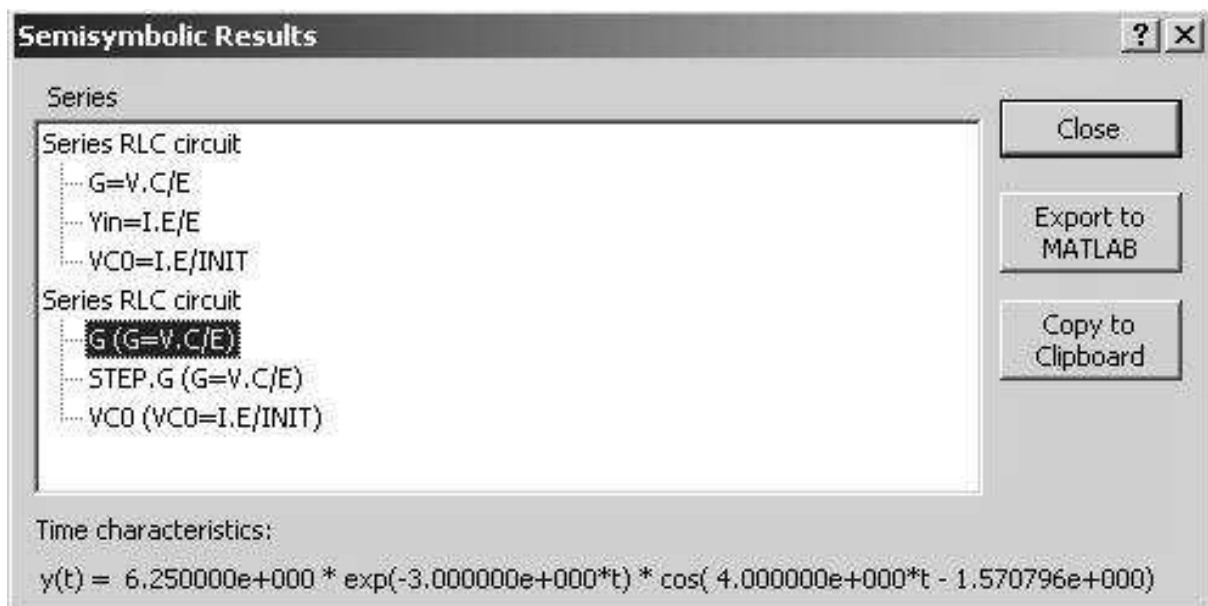 Semisymbolic Results
? X
Series
Series RLC circuit
G=V.C/E
Yin=I.E/E
VC0=I.E/INIT
Series RLC circuit
G (G=V.C/E)
STEP.G (G=V.C/E)
VC0 (VC0=I.E/INIT)
Close
Export to
MATLAB
Copy to
Clipboard
Time characteristics:
y(t) = 6.250000e+000 * exp(-3.000000e+000*t) * cos( 4.000000e+000*t - 1.570796e+000)